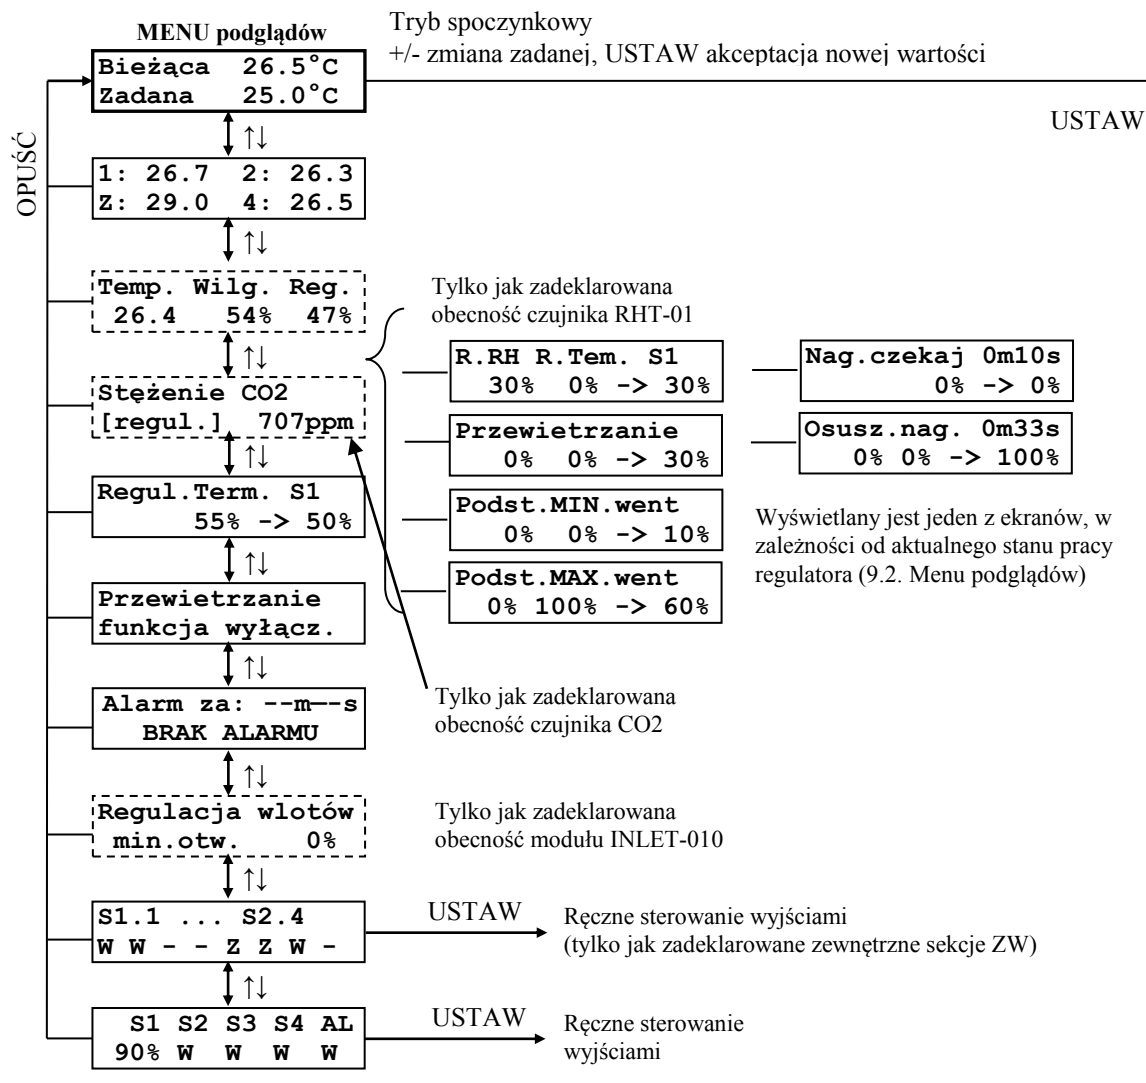 MENU podglądów
Tryb spoczynkowy
+/- zmiana zadanej, USTAW akceptacja nowej wartości
Bieżąca 26.5°C
Zadana 25.0°C
USTAW
OPUŚĆ
↑↓
1: 26.7 2: 26.3
Z: 29.0 4: 26.5
↑↓
Temp. Wilg. Reg.
26.4 54% 47%
Tylko jak zadeklarowana
obecność czujnika RHT-01
↑↓
R.RH R.Tem. S1
30% 0% -> 30%
Nag.czekaj 0m10s
0% -> 0%
Stężenie CO2
[regul.] 707ppm
Przewietrzanie
0% 0% -> 30%
Osusz.nag. 0m33s
0% 0% -> 100%
↑↓
Regul.Term. S1
55% -> 50%
Podst.MIN.went
0% 0% -> 10%
Wyświetlany jest jeden z ekranów, w
zależności od aktualnego stanu pracy
regulatora (9.2. Menu podglądów)
↑↓
Podst.MAX.went
0% 100% -> 60%
Przewietrzanie
funkcja wyłącz.
↑↓
Alarm za: --m—-s
BRAK ALARMU
Tylko jak zadeklarowana
obecność czujnika CO2
↑↓
Regulacja wlotów
min.otw. 0%
Tylko jak zadeklarowana
obecność modułu INLET-010
↑↓
S1.1 ... S2.4
W W - - Z Z W -
USTAW
Ręczne sterowanie wyjściami
(tylko jak zadeklarowane zewnętrzne sekcje ZW)
↑↓
S1 S2 S3 S4 AL
90% W W W W
USTAW
Ręczne sterowanie
wyjściami